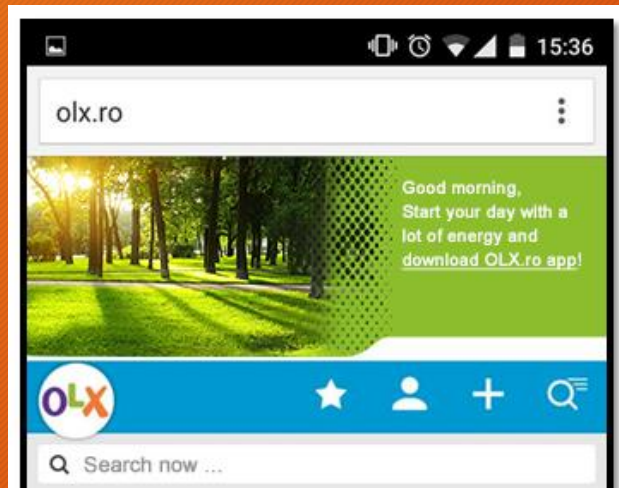 15:36
olx.ro
Good morning,
Start your day with a
lot of energy and
download OLX.ro app!
OLX
Search now ...